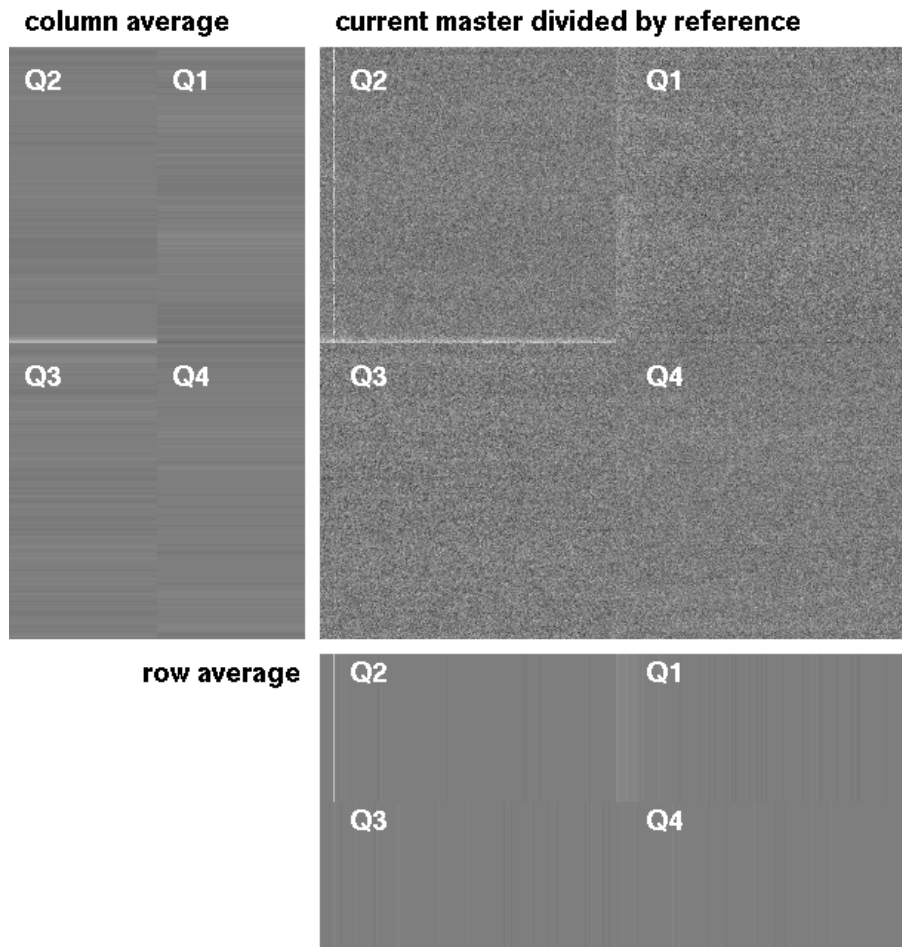 column average
current master divided by reference
Q2 Q1
Q2 Q1
Q3 Q4
Q3 Q4
row average
Q2 Q1
Q3 Q4